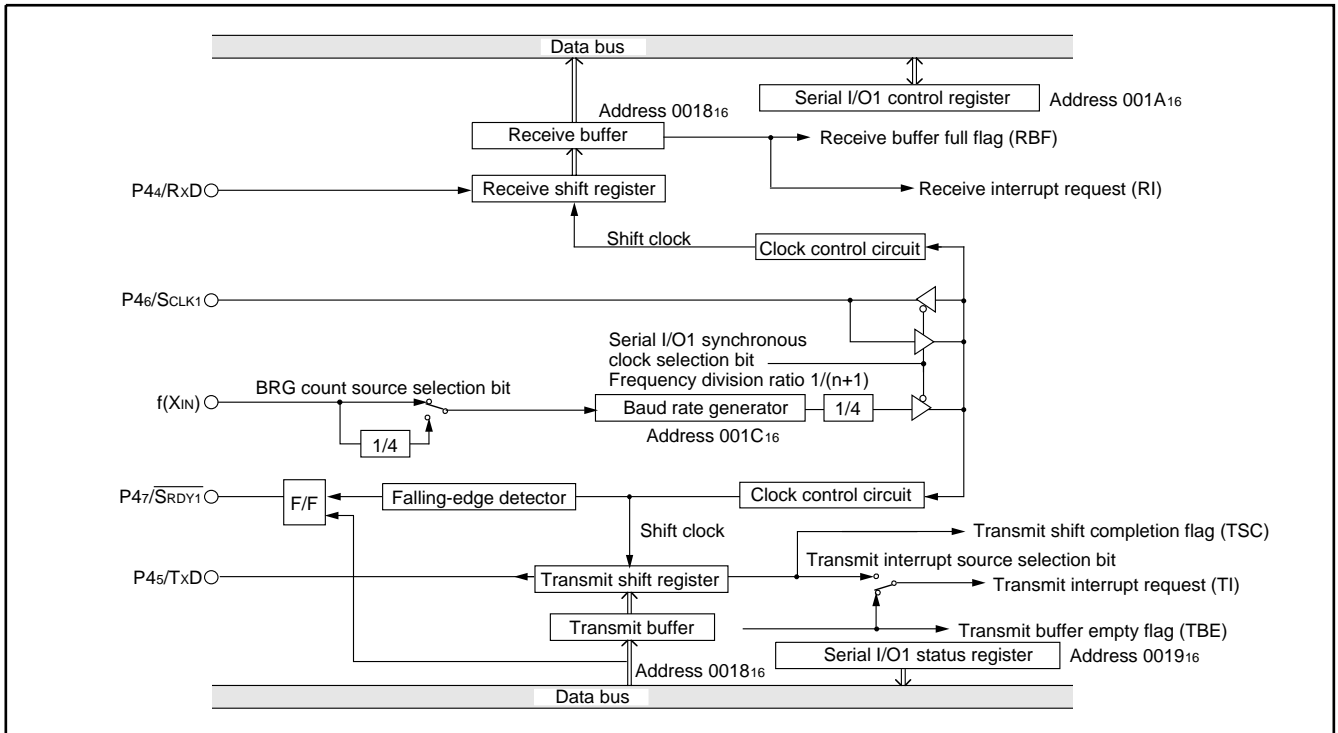 Data bus
Serial I/O1 control register
Address 001A16
Address 001816
Receive buffer
Receive buffer full flag (RBF)
P44/RXD
Receive shift register
Receive interrupt request (RI)
Shift clock
Clock control circuit
P46/SCLK1
Serial I/O1 synchronous
clock selection bit
Frequency division ratio 1/(n+1)
BRG count source selection bit
f(XIN)
Baud rate generator
1/4
1/4
Address 001C16
P47/SRDY1
F/F
Falling-edge detector
Clock control circuit
Shift clock
Transmit shift completion flag (TSC)
Transmit interrupt source selection bit
P45/TXD
Transmit shift register
Transmit interrupt request (TI)
Transmit buffer
Transmit buffer empty flag (TBE)
Serial I/O1 status register
Address 001916
Address 001816
Data bus